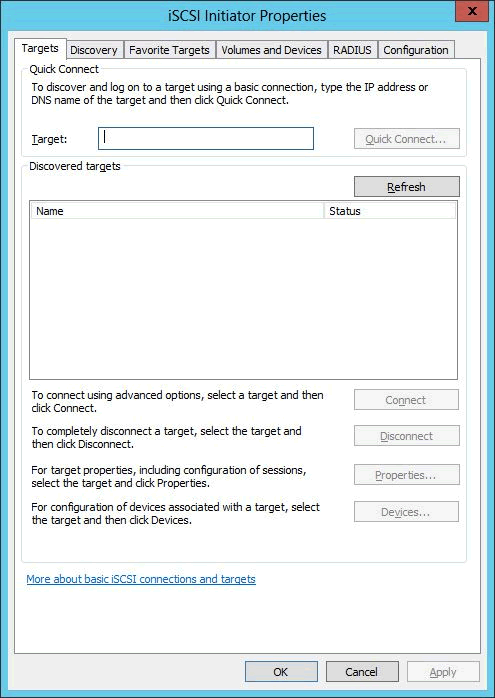 iSCSI Initiator Properties
x
Targets Discovery Favorite Targets Volumes and Devices RADIUS Configuration
Quick Connect
To discover and log on to a target using a basic connection, type the IP address or
DNS name of the target and then click Quick Connect.
Target:
Quick Connect...
Discovered targets
Refresh
Name Status
To connect using advanced options, select a target and then
click Connect.
Connect
To completely disconnect a target, select the target and
then click Disconnect.
Disconnect
For target properties, including configuration of sessions,
select the target and click Properties.
Properties...
For configuration of devices associated with a target, select
the target and then click Devices.
Devices...
More about basic iSCSI connections and targets
OK Cancel Apply